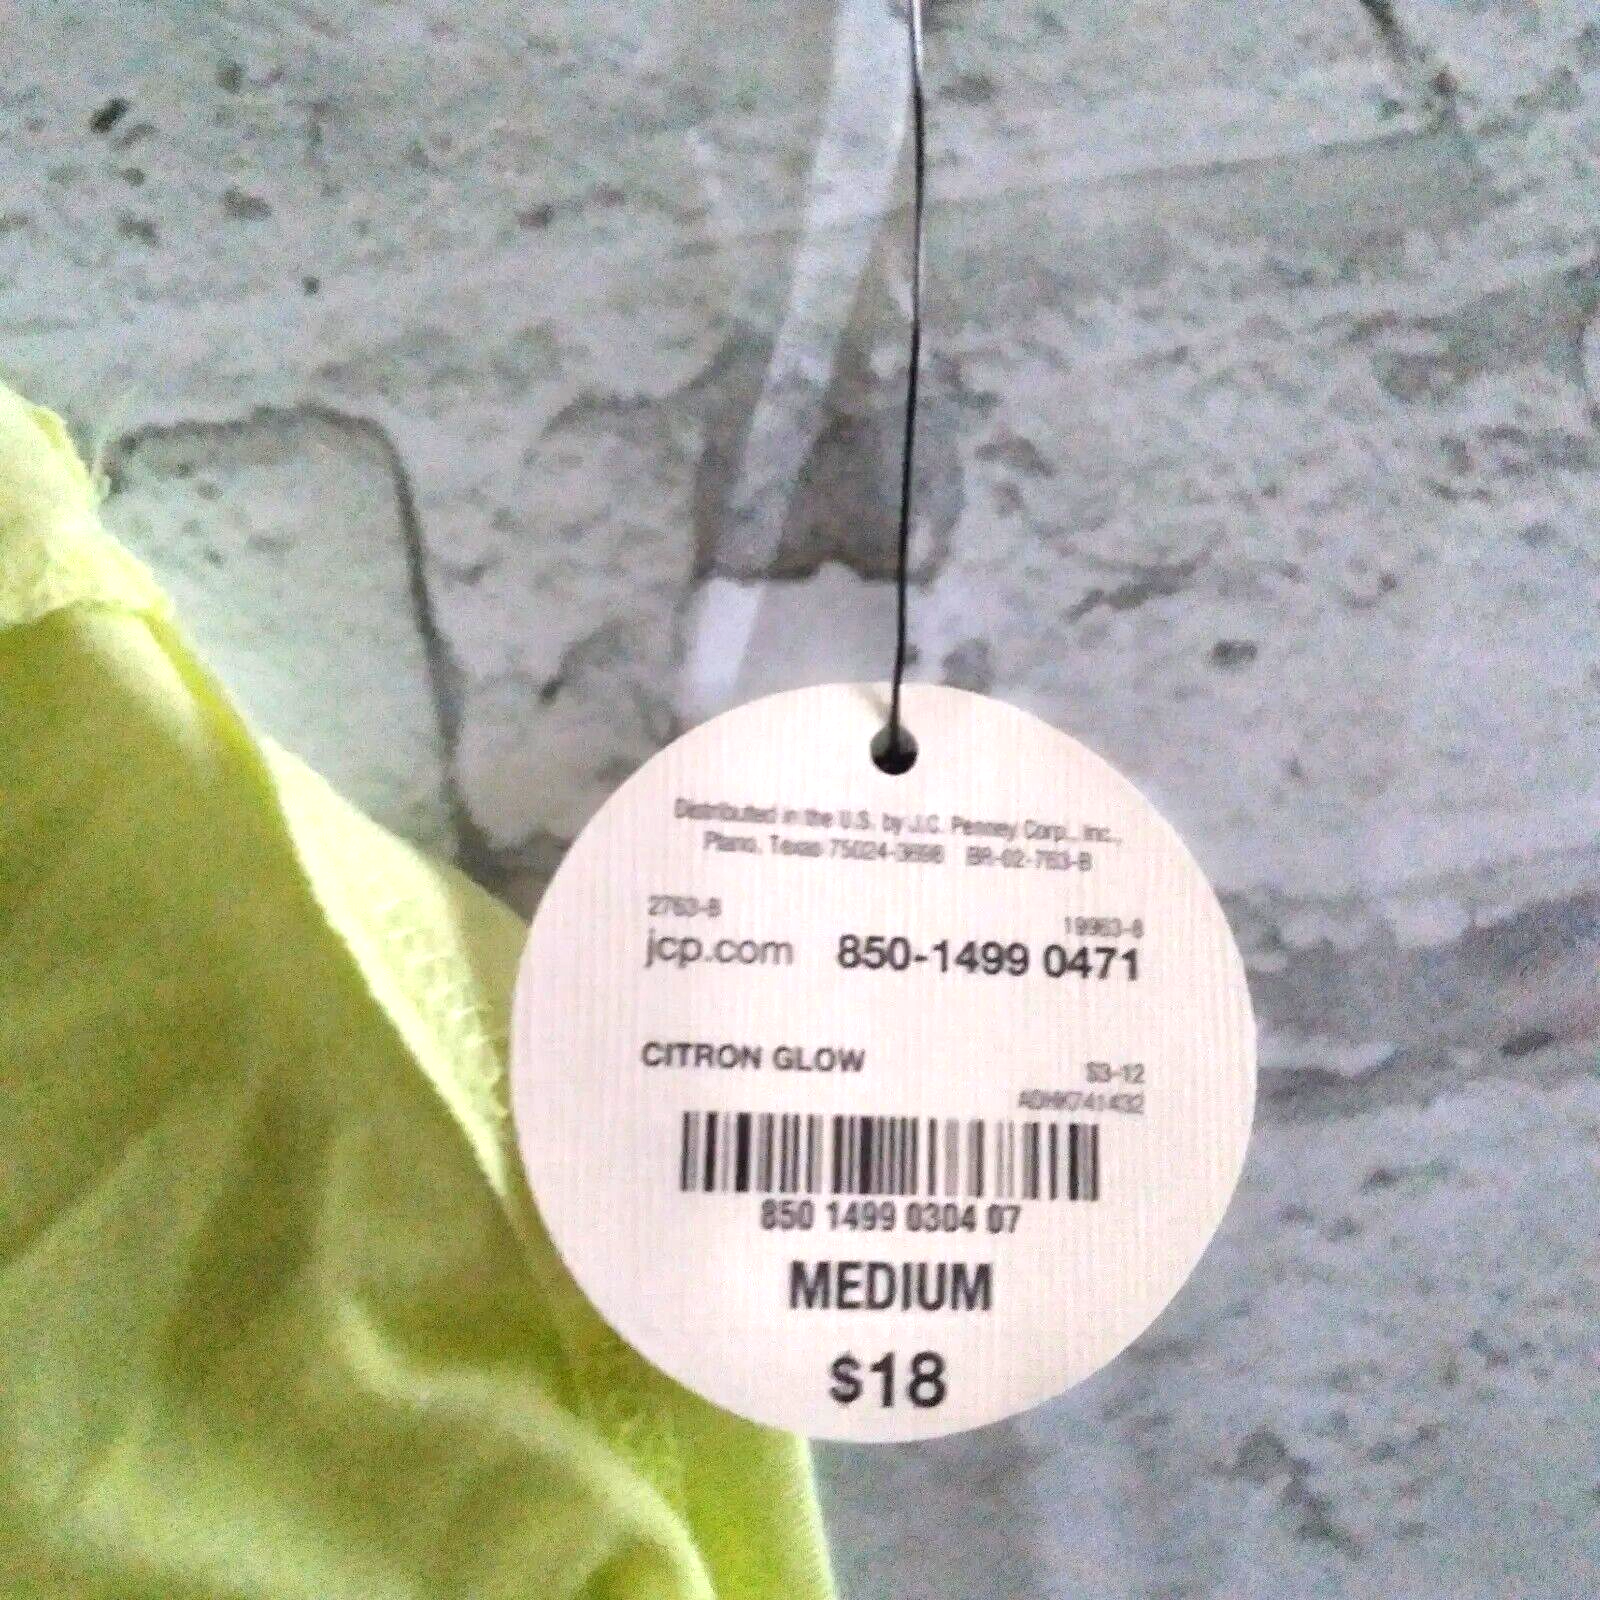 Distributed in the U.S. by J.C. Penney Corp., Inc.,
Plano, Texas 75024-3698 BR-02-763-B
2763-B
19963-8
jcp.com 850-1499 0471
CITRON GLOW
S3-12
ADHK741432
850 1499 0304 07
MEDIUM
$18